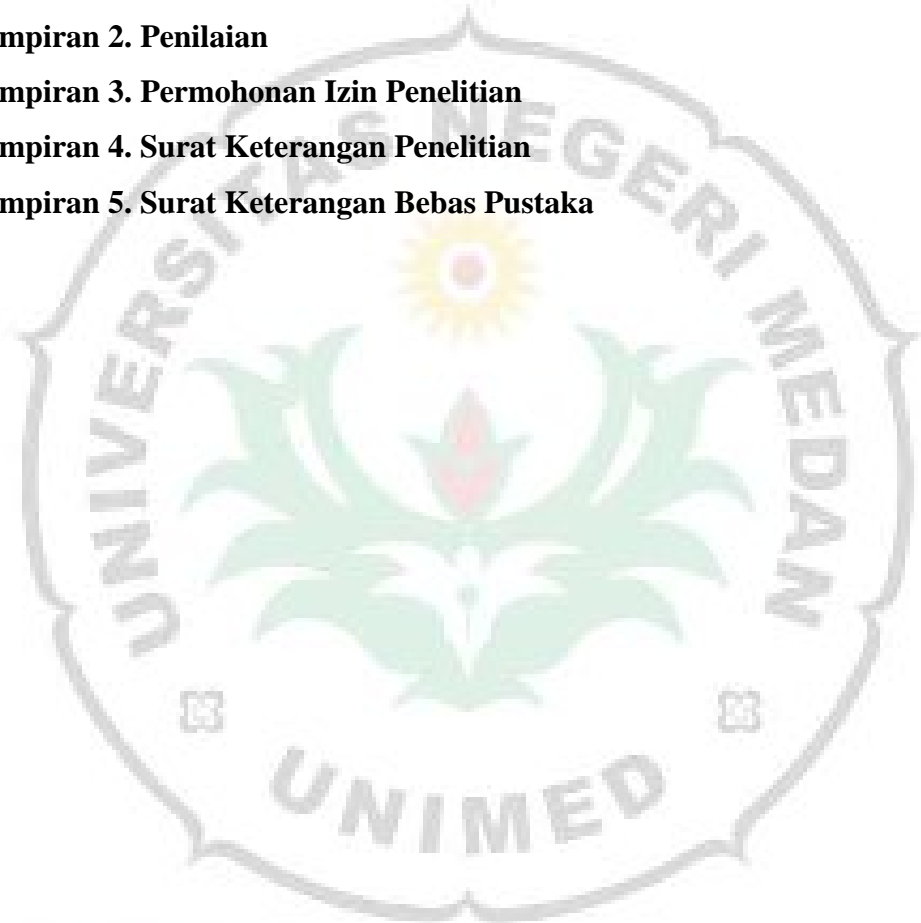 mpiran 2. Penilaian
mpiran 3. Permohonan Izin Penelitian
mpiran 4. Surat Keterangan Penelitian
mpiran 5. Surat Keterangan Bebas Pustaka
UNIVERSITAS NEGERI MEDAN
UNIMED